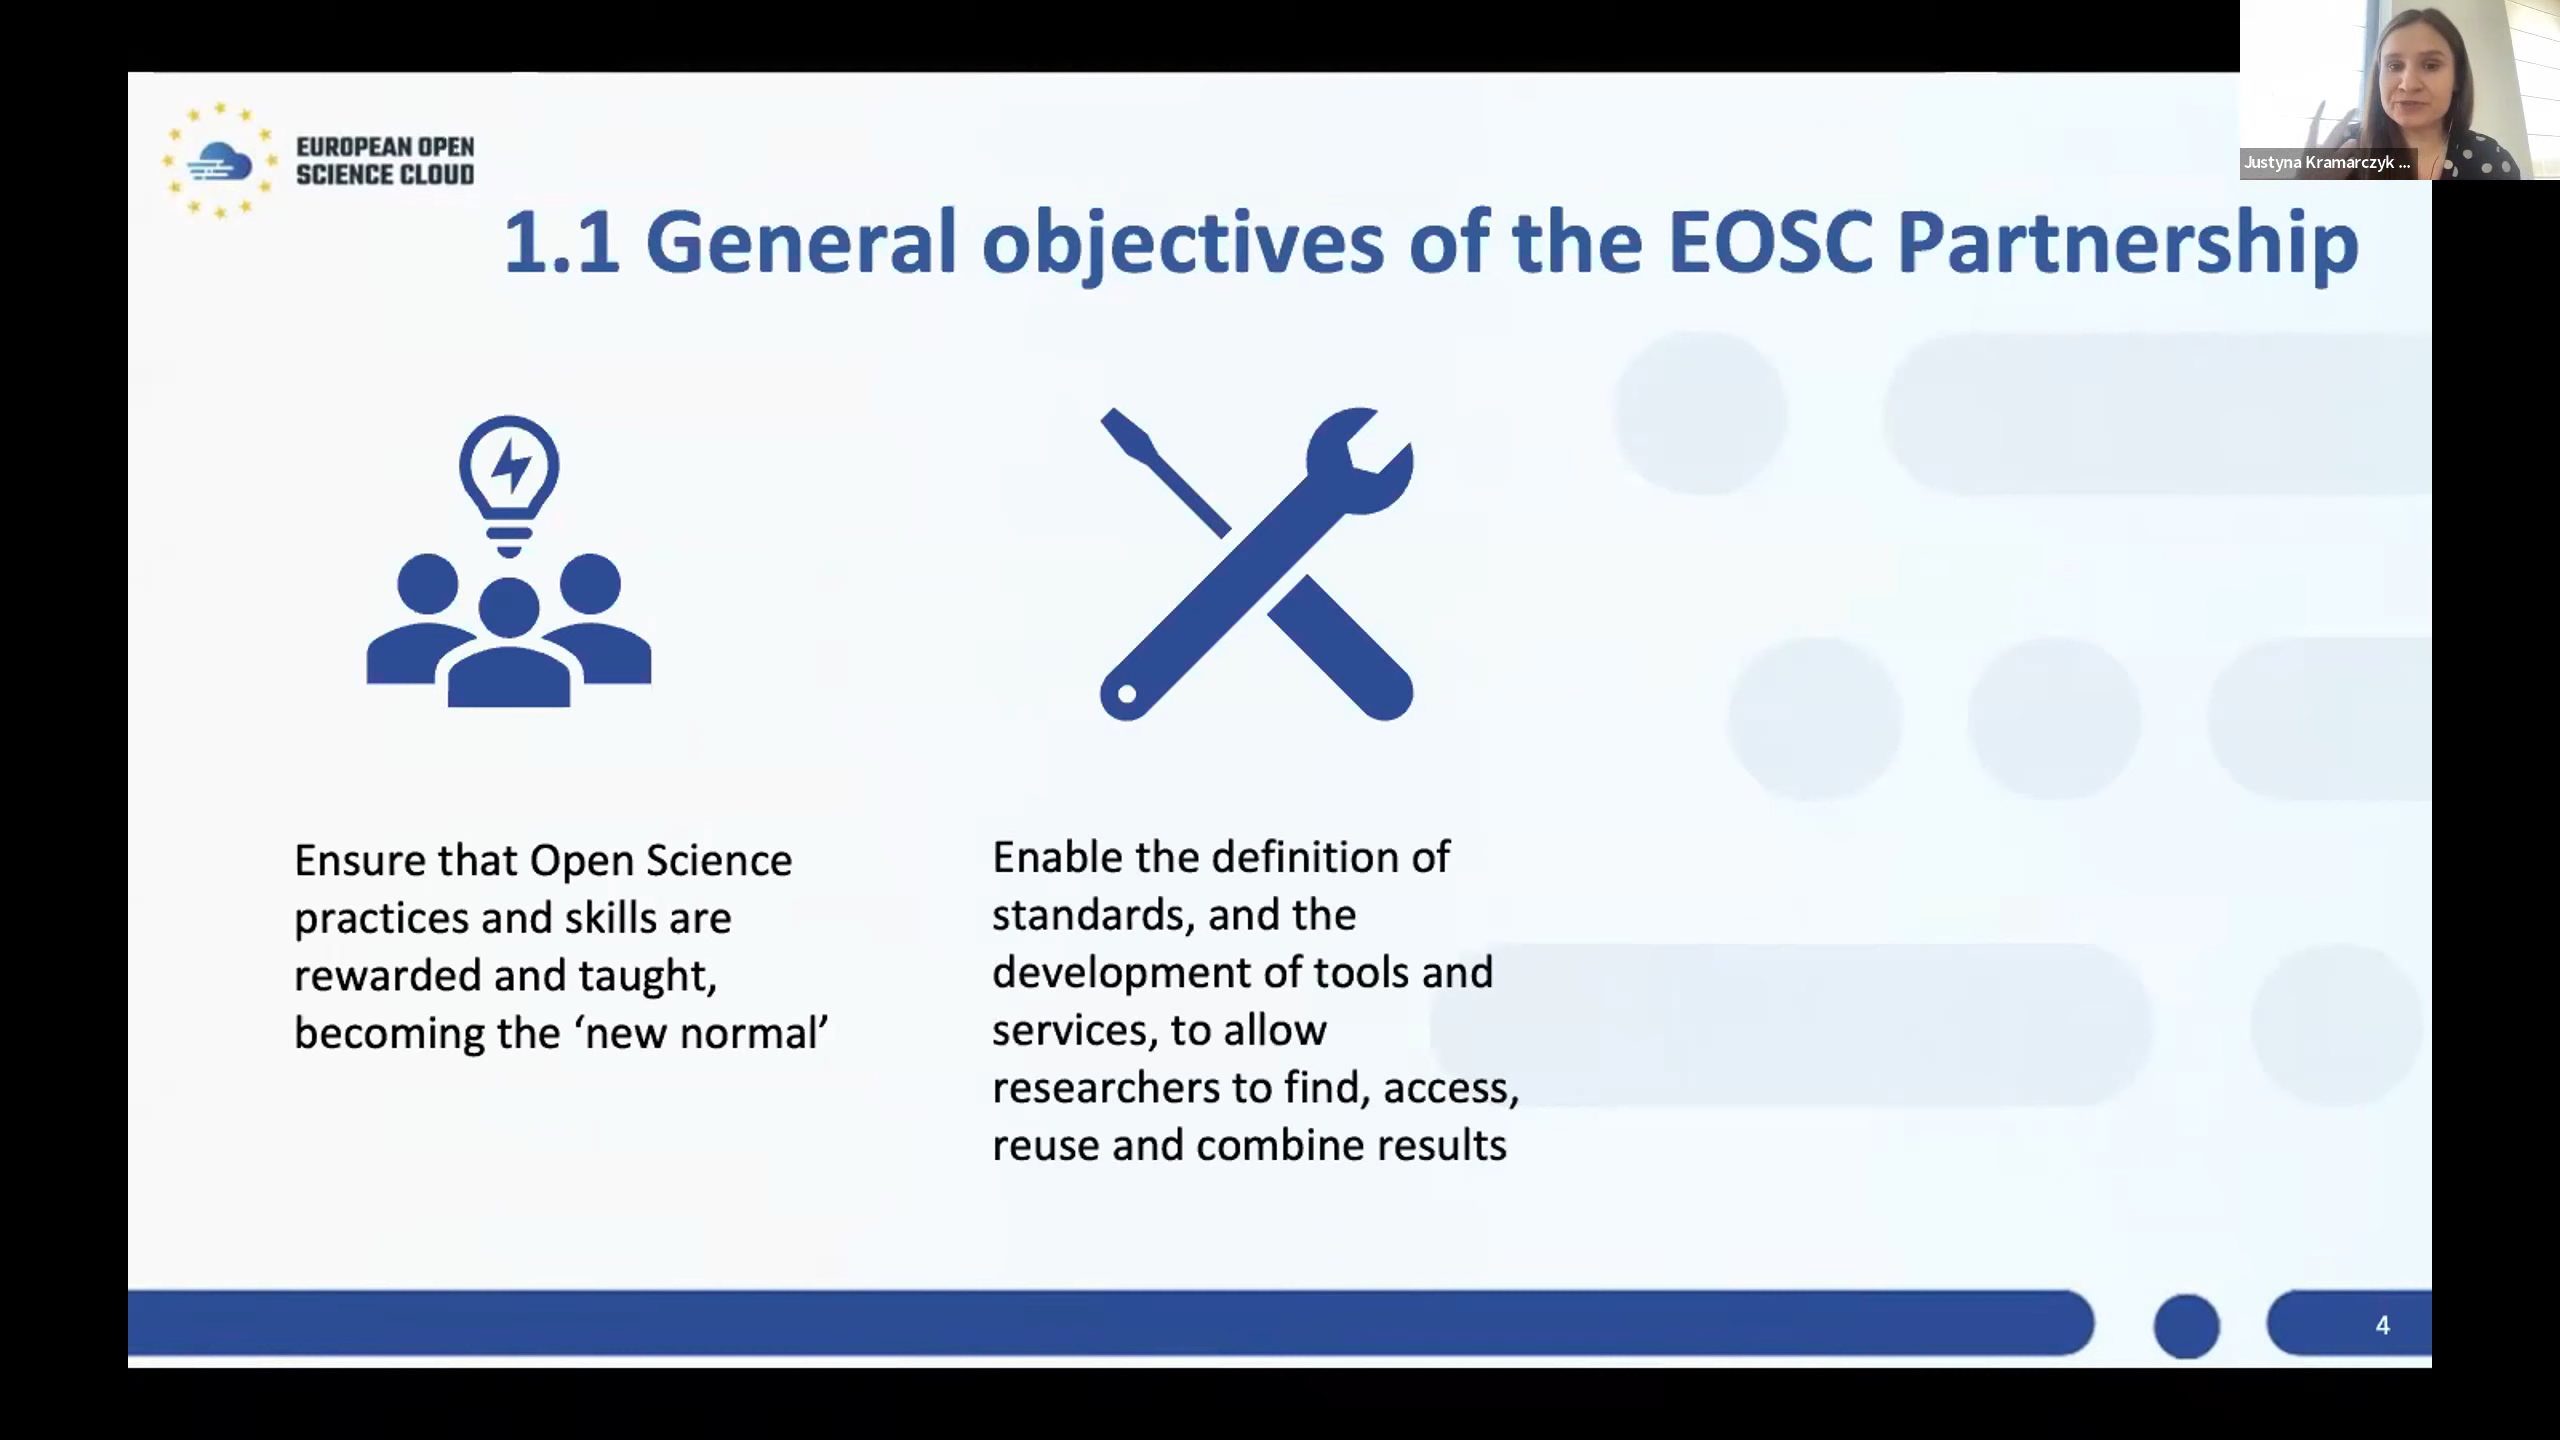 EUROPEAN OPEN
SCIENCE CLOUD
Justyna Kramarczyk ...
1.1 General objectives of the EOSC Partnership
Ensure that Open Science
practices and skills are
rewarded and taught,
becoming the ‘new normal’
Enable the definition of
standards, and the
development of tools and
services, to allow
researchers to find, access,
reuse and combine results
4